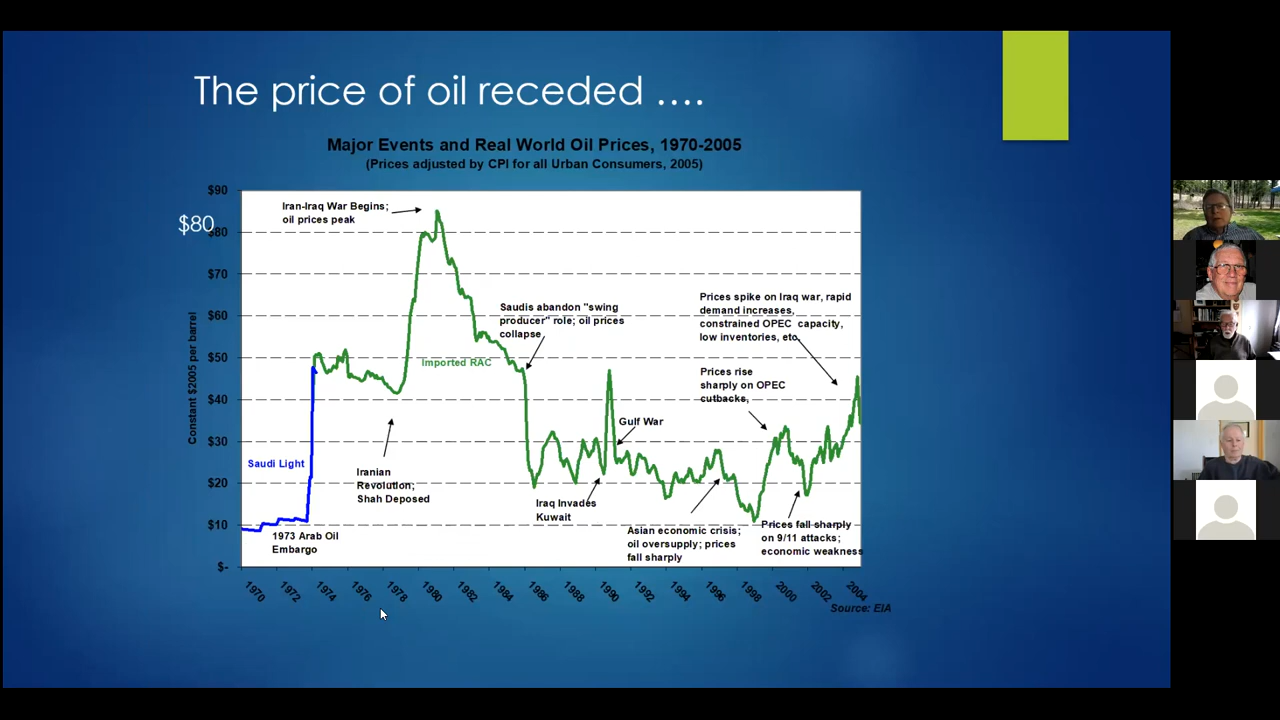 The price of oil receded ....
Major Events and Real World Oil Prices, 1970-2005
(Prices adjusted by CPI for all Urban Consumers, 2005)
$90
$80
$80
$70
$60
$50
$40
$30
$20
$10
$-
Constant $2005 per barrel
Iran-Iraq War Begins;
oil prices peak
Saudis abandon "swing
producer" role; oil prices
collapse
Prices spike on Iraq war, rapid
demand increases,
constrained OPEC capacity,
low inventories, etc.
Imported RAC
Prices rise
sharply on OPEC
cutbacks,
Gulf War
Saudi Light
Iranian
Revolution;
Shah Deposed
Iraq Invades
Kuwait
1973 Arab Oil
Embargo
Asian economic crisis;
oil oversupply; prices
fall sharply
Prices fall sharply
on 9/11 attacks;
economic weakness
1970 1972 1974 1976 1978 1980 1982 1984 1986 1988 1990 1992 1994 1996 1998 2000 2002 2004
Source: EIA